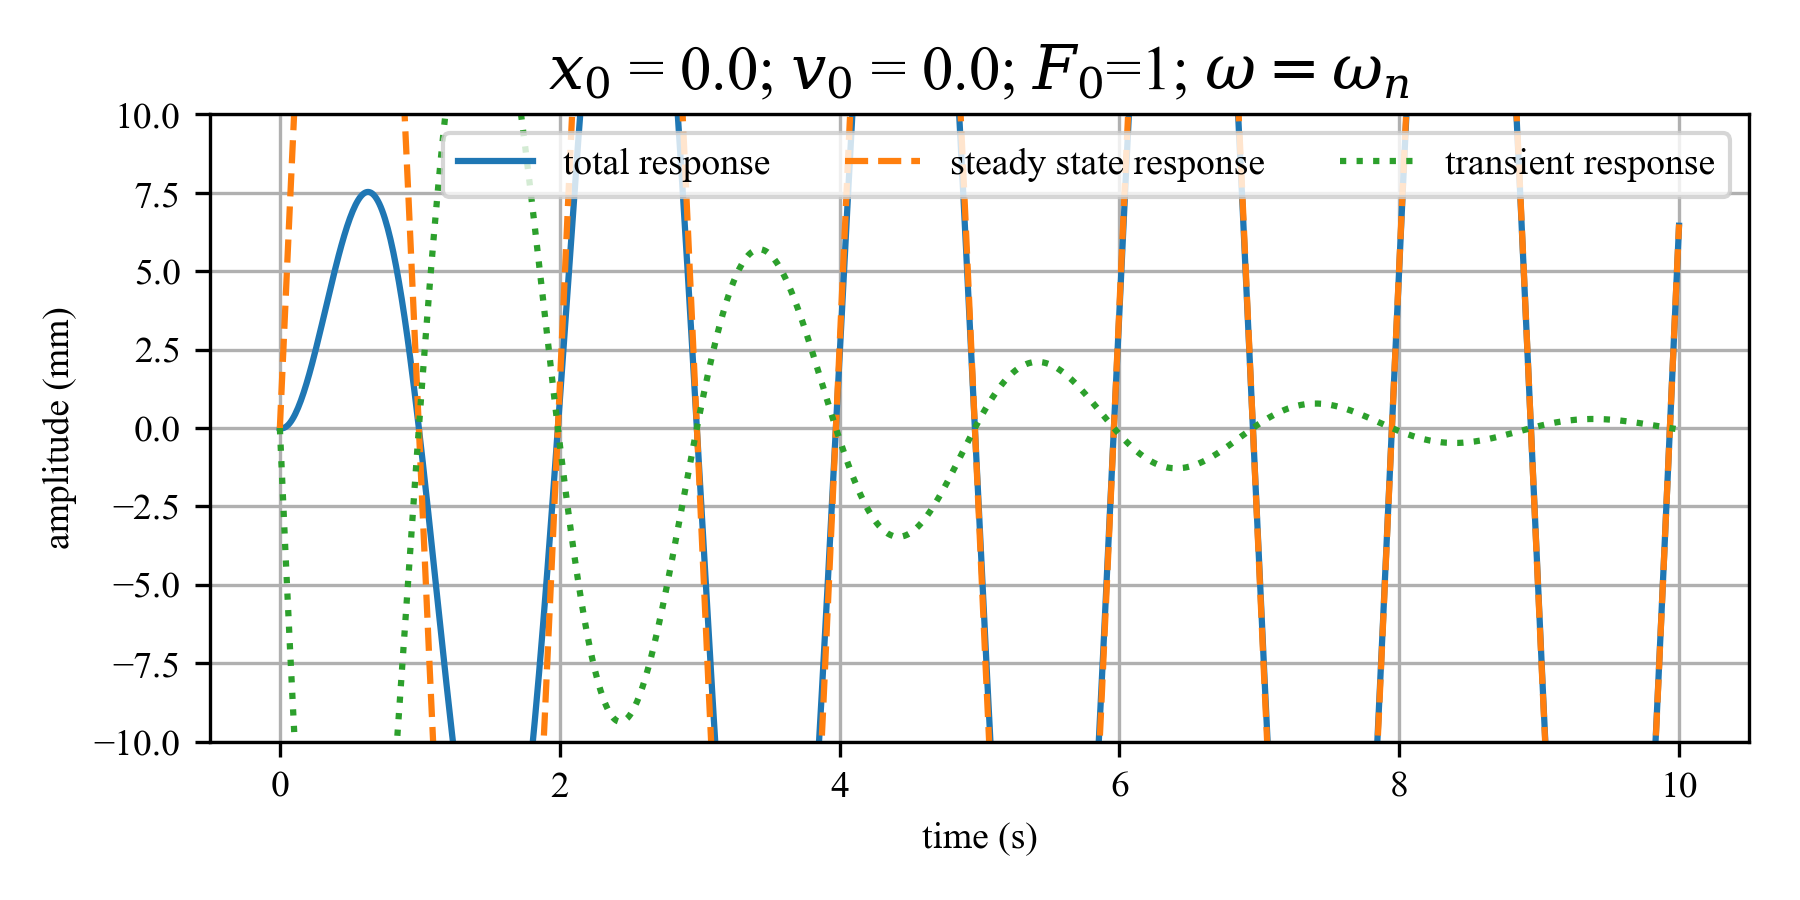 x₀ = 0.0; v₀ = 0.0; F₀=1; ω = ωₙ
10.0
7.5
5.0
2.5
0.0
−2.5
−5.0
−7.5
−10.0
amplitude (mm)
total response
steady state response
transient response
0 2 4 6 8 10
time (s)